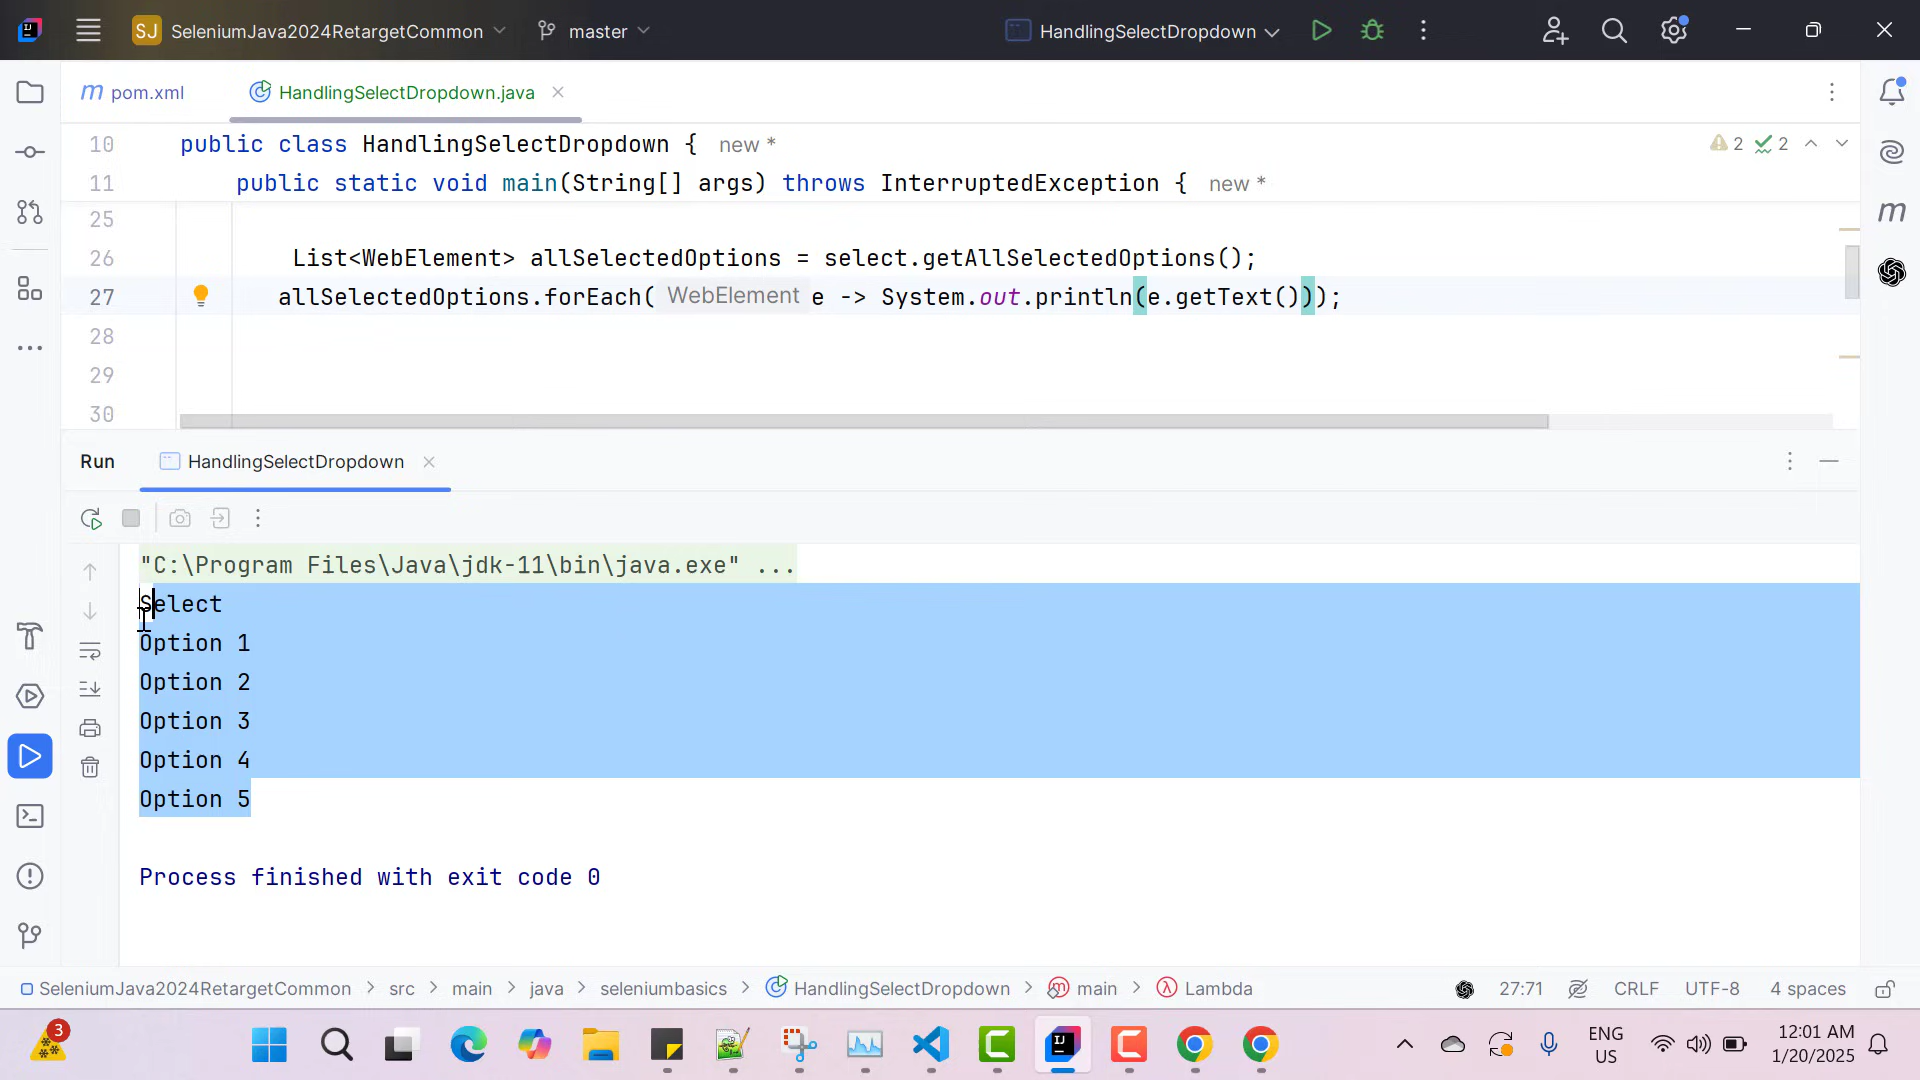 SJ SeleniumJava2024RetargetCommon master HandlingSelectDropdown
m pom.xml HandlingSelectDropdown.java
10 public class HandlingSelectDropdown { new *
2 2
11 public static void main(String[] args) throws InterruptedException { new *
25
26 List<WebElement> allSelectedOptions = select.getAllSelectedOptions();
27 allSelectedOptions.forEach( WebElement e -> System.out.println(e.getText()));
28
29
30
Run HandlingSelectDropdown
"C:\Program Files\Java\jdk-11\bin\java.exe" ...
Select
Option 1
Option 2
Option 3
Option 4
Option 5
Process finished with exit code 0
SeleniumJava2024RetargetCommon > src > main > java > seleniumbasics > HandlingSelectDropdown > main > Lambda 27:71 CRLF UTF-8 4 spaces
3
ENG
US
12:01 AM
1/20/2025